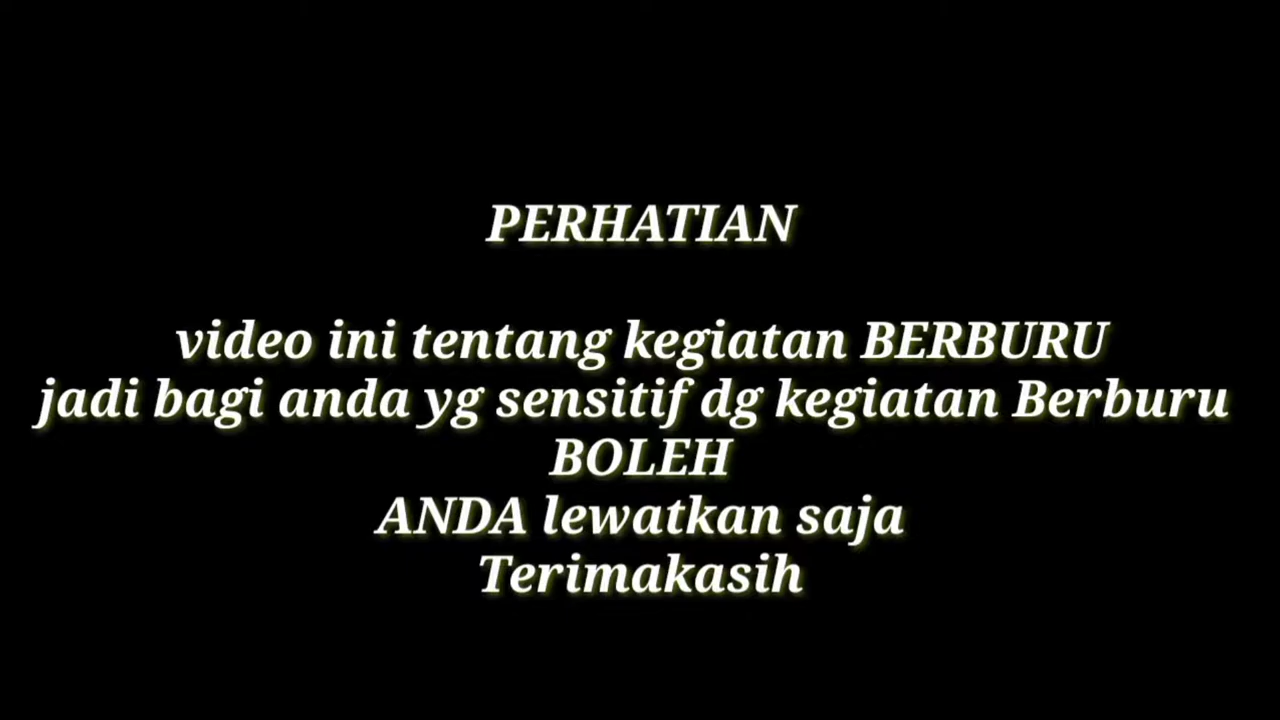 PERHATIAN
video ini tentang kegiatan BERBURU
jadi bagi anda yg sensitif dg kegiatan Berburu
BOLEH
ANDA lewatkan saja
Terimakasih